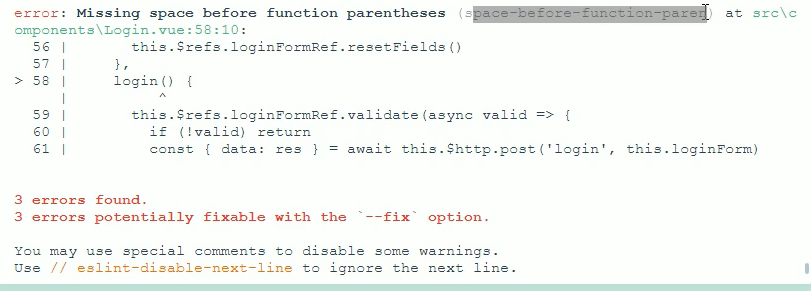 error: Missing space before function parentheses (space-before-function-paren) at src\c
omponents\Login.vue:58:10:
56 | this.$refs.loginFormRef.resetFields()
57 | },
> 58 | login() {
| ^
59 | this.$refs.loginFormRef.validate(async valid => {
60 | if (!valid) return
61 | const { data: res } = await this.$http.post('login', this.loginForm)
3 errors found.
3 errors potentially fixable with the `--fix` option.
You may use special comments to disable some warnings.
Use // eslint-disable-next-line to ignore the next line.